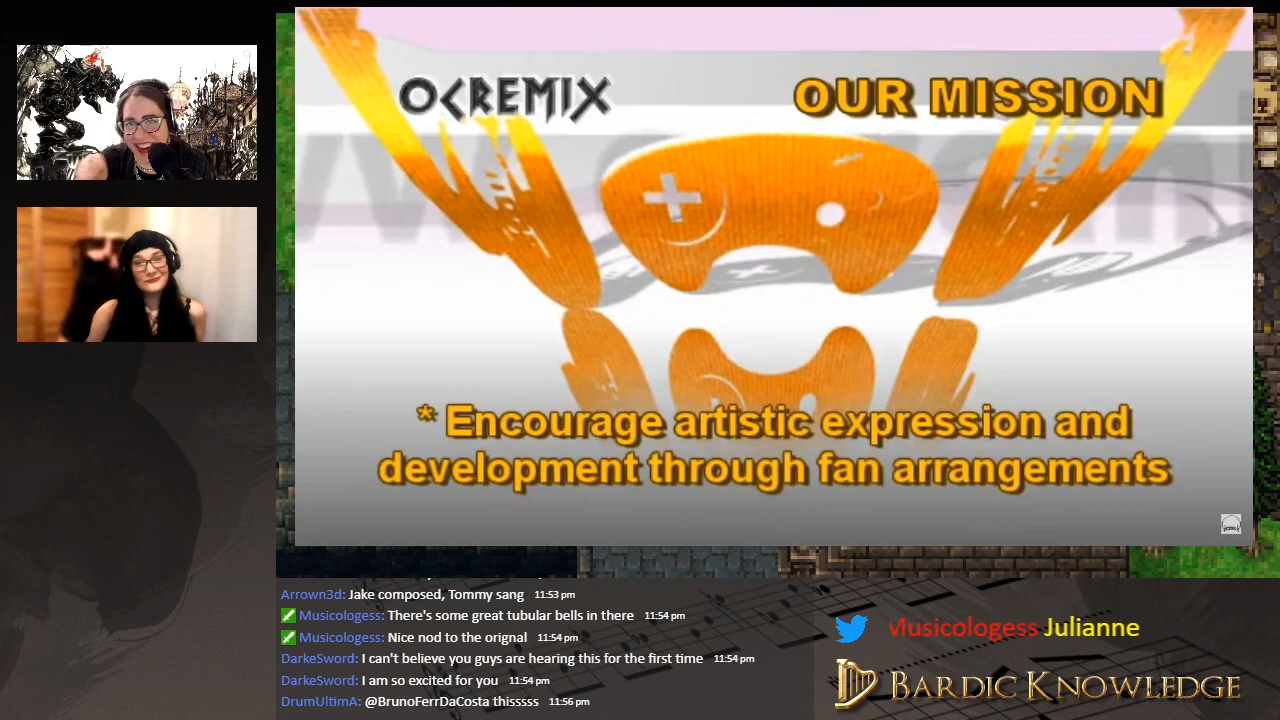 OCREMIX
OUR MISSION
* Encourage artistic expression and
development through fan arrangements
Arrown3d: Jake composed, Tommy sang 11:53 pm
Musicologess: There's some great tubular bells in there 11:54 pm
Musicologess: Nice nod to the orignal 11:54 pm
DarkeSword: I can't believe you guys are hearing this for the first time 11:54 pm
DarkeSword: I am so excited for you 11:54 pm
DrumUltimA: @BrunoFerrDaCosta thisssss 11:56 pm
Musicologess Julianne
BARDIC KNOWLEDGE